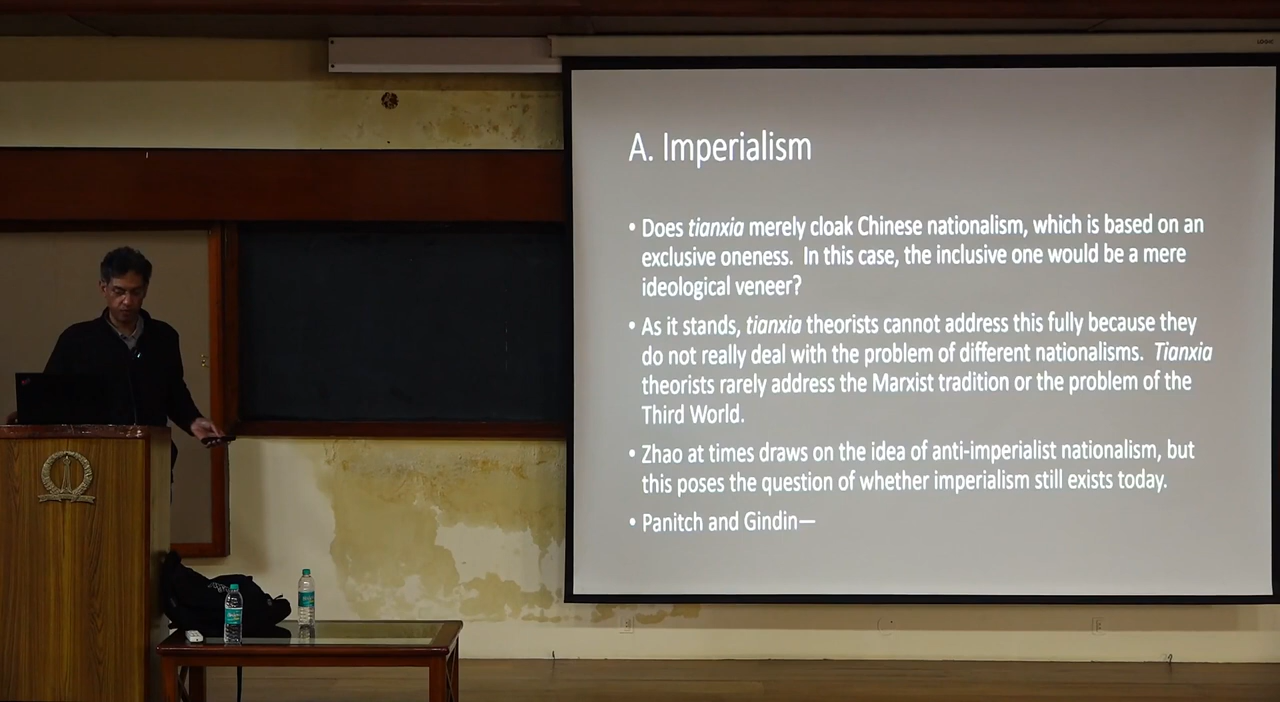 A. Imperialism
• Does tianxia merely cloak Chinese nationalism, which is based on an
exclusive oneness.  In this case, the inclusive one would be a mere
ideological veneer?
• As it stands, tianxia theorists cannot address this fully because they
do not really deal with the problem of different nationalisms.  Tianxia
theorists rarely address the Marxist tradition or the problem of the
Third World.
• Zhao at times draws on the idea of anti-imperialist nationalism, but
this poses the question of whether imperialism still exists today.
• Panitch and Gindin—